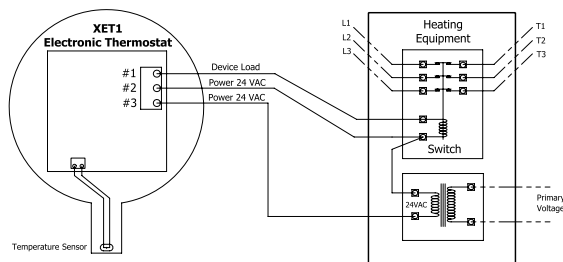 XET1
Electronic Thermostat
#1
#2
#3
Temperature Sensor
Device Load
Power 24 VAC
Power 24 VAC
L1
L2
L3
Heating
Equipment
T1
T2
T3
Switch
24VAC
Primary
Voltage